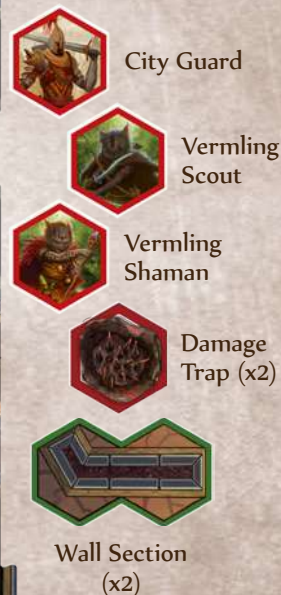 City Guard
Vermling
Scout
Vermling
Shaman
Damage
Trap (x2)
Wall Section
(x2)